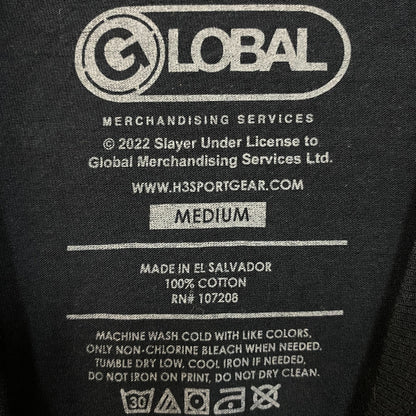 GLOBAL
MERCHANDISING SERVICES
© 2022 Slayer Under License to
Global Merchandising Services Ltd.
WWW.H3SPORTGEAR.COM
MEDIUM
MADE IN EL SALVADOR
100% COTTON
RN# 107208
MACHINE WASH COLD WITH LIKE COLORS,
ONLY NON-CHLORINE BLEACH WHEN NEEDED.
TUMBLE DRY LOW, COOL IRON IF NEEDED,
DO NOT IRON ON PRINT, DO NOT DRY CLEAN.
30